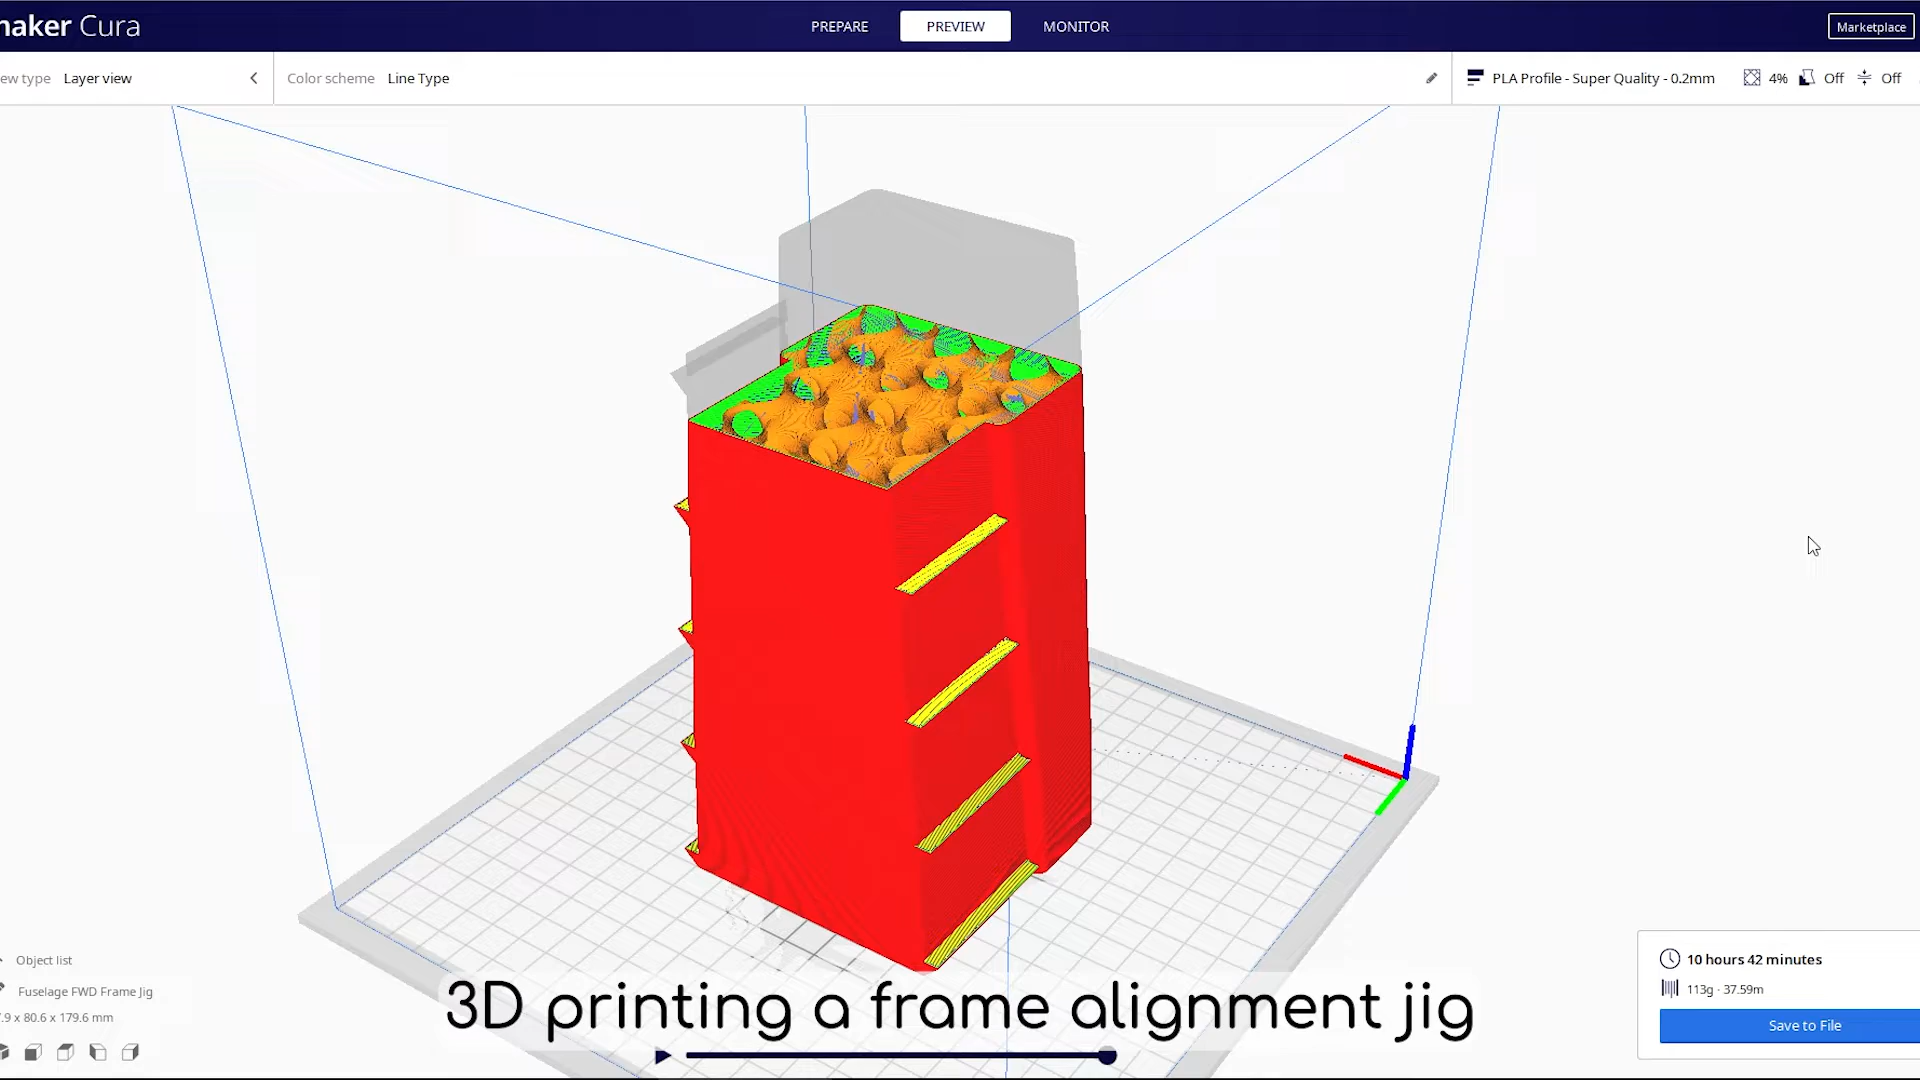 maker Cura
PREPARE
PREVIEW
MONITOR
Marketplace
ew type Layer view
Color scheme Line Type
PLA Profile - Super Quality - 0.2mm
4%
Off
Off
Object list
Fuselage FWD Frame Jig
.9 x 80.6 x 179.6 mm
10 hours 42 minutes
113g · 37.59m
Save to File
3D printing a frame alignment jig